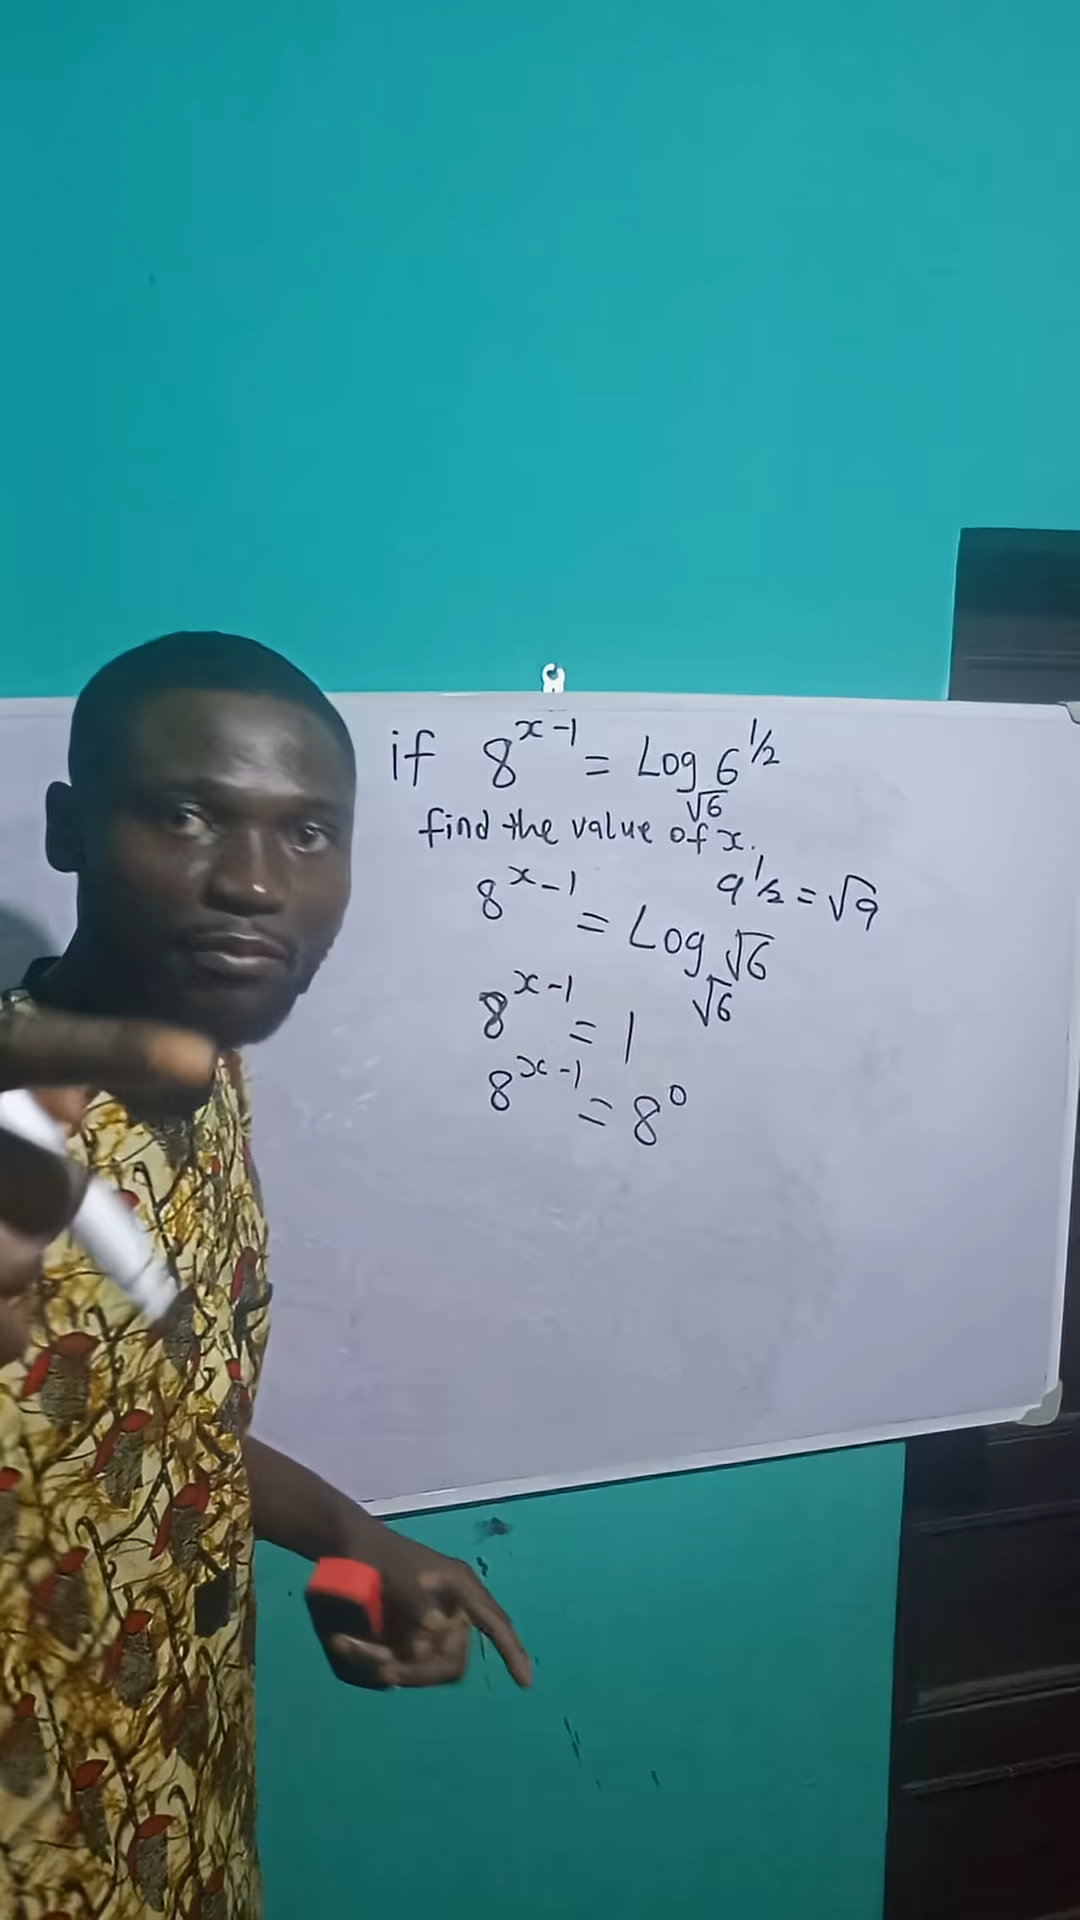 if 8^{x-1} = Log_{√6} 6^{1/2}
find the value of x.
9^{1/2} = √9
8^{x-1} = Log_{√6} √6
8^{x-1} = 1
8^{x-1} = 8^0